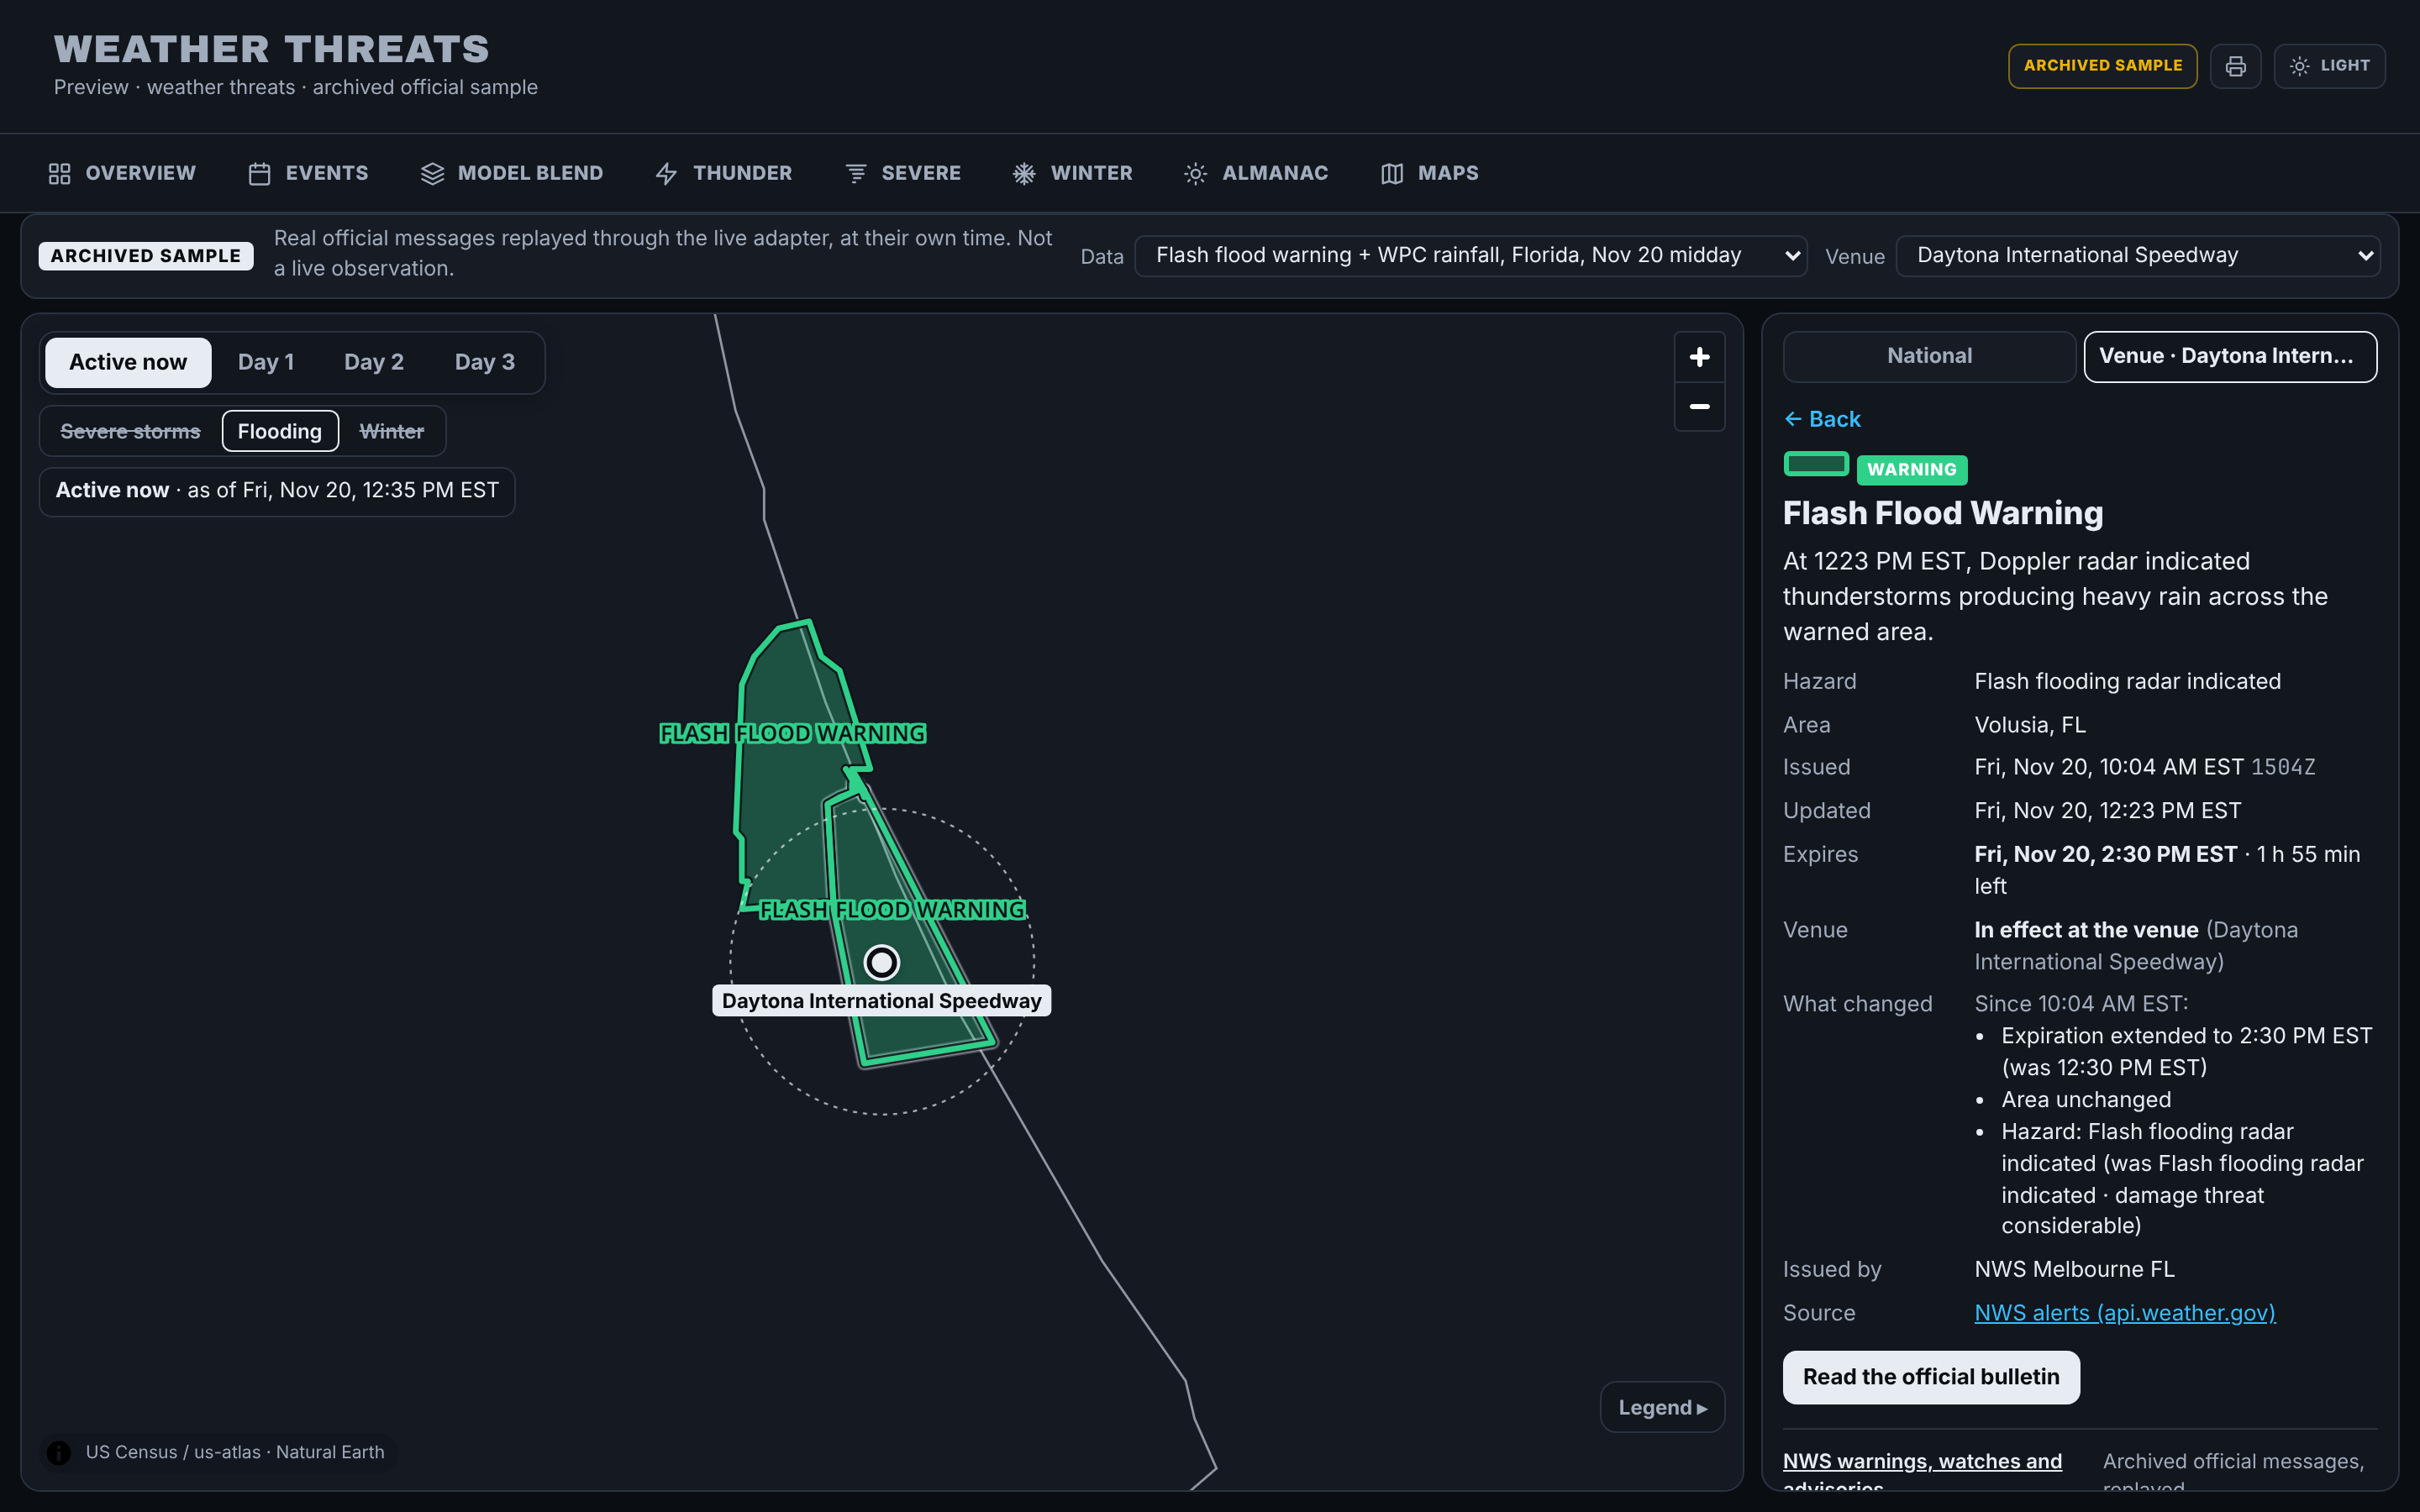 WEATHER THREATS
Preview · weather threats · archived official sample
ARCHIVED SAMPLE
LIGHT
OVERVIEW
EVENTS
MODEL BLEND
THUNDER
SEVERE
WINTER
ALMANAC
MAPS
ARCHIVED SAMPLE
Real official messages replayed through the live adapter, at their own time. Not
a live observation.
Data
Flash flood warning + WPC rainfall, Florida, Nov 20 midday
Venue
Daytona International Speedway
Active now
Day 1
Day 2
Day 3
Severe storms
Flooding
Winter
Active now · as of Fri, Nov 20, 12:35 PM EST
+
−
FLASH FLOOD WARNING
FLASH FLOOD WARNING
Daytona International Speedway
Legend ▸
US Census / us-atlas · Natural Earth
National
Venue · Daytona Intern...
← Back
WARNING
Flash Flood Warning
At 1223 PM EST, Doppler radar indicated
thunderstorms producing heavy rain across the
warned area.
Hazard
Flash flooding radar indicated
Area
Volusia, FL
Issued
Fri, Nov 20, 10:04 AM EST 1504Z
Updated
Fri, Nov 20, 12:23 PM EST
Expires
Fri, Nov 20, 2:30 PM EST · 1 h 55 min
left
Venue
In effect at the venue (Daytona
International Speedway)
What changed
Since 10:04 AM EST:
• Expiration extended to 2:30 PM EST
(was 12:30 PM EST)
• Area unchanged
• Hazard: Flash flooding radar
indicated (was Flash flooding radar
indicated · damage threat
considerable)
Issued by
NWS Melbourne FL
Source
NWS alerts (api.weather.gov)
Read the official bulletin
NWS warnings, watches and
advisories
Archived official messages,
replayed